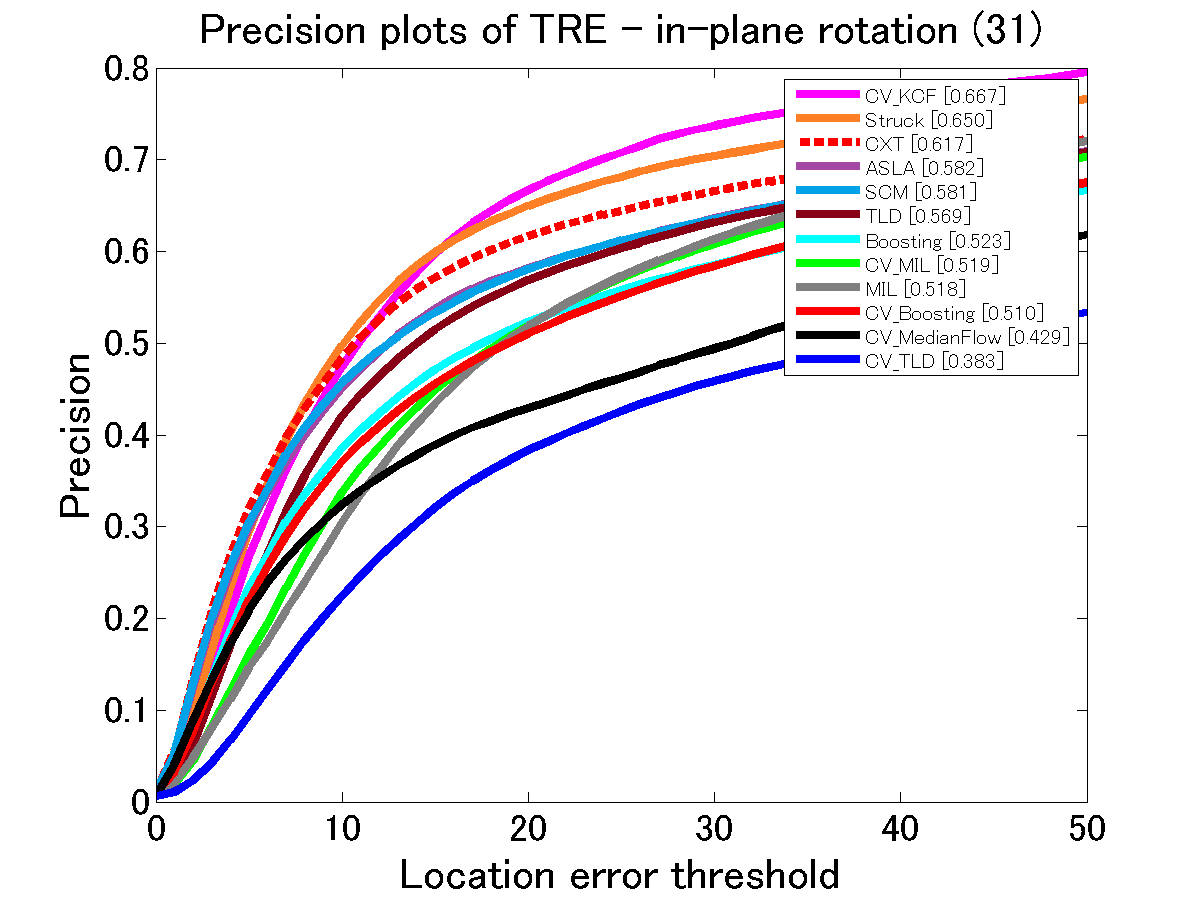 Precision plots of TRE - in-plane rotation (31)
0.8
0.7
0.6
0.5
0.4
0.3
0.2
0.1
0
Precision
CV_KCF [0.667]
Struck [0.650]
CXT [0.617]
ASLA [0.582]
SCM [0.581]
TLD [0.569]
Boosting [0.523]
CV_MIL [0.519]
MIL [0.518]
CV_Boosting [0.510]
CV_MedianFlow [0.429]
CV_TLD [0.383]
0 10 20 30 40 50
Location error threshold